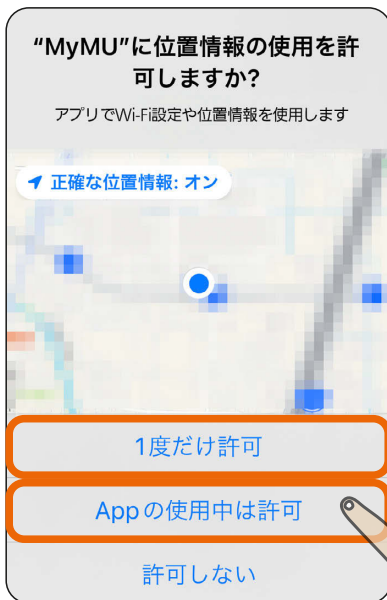 “MyMU”に位置情報の使用を許
可しますか?
アプリでWi-Fi設定や位置情報を使用します
正確な位置情報: オン
1度だけ許可
Appの使用中は許可
許可しない